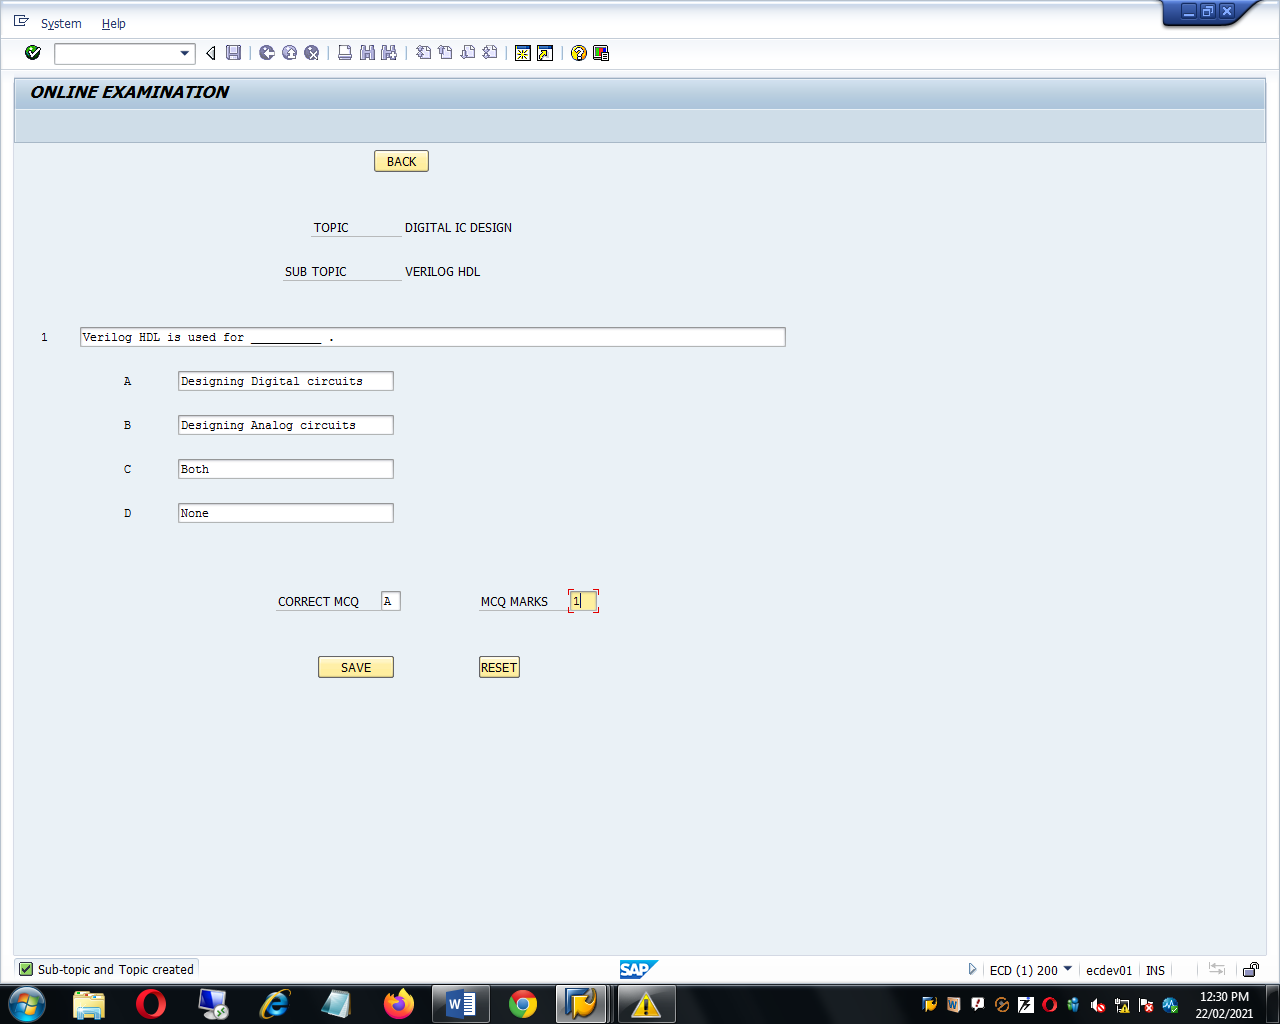 System Help
ONLINE EXAMINATION
BACK
TOPIC DIGITAL IC DESIGN
SUB TOPIC VERILOG HDL
1 Verilog HDL is used for __________ .
A Designing Digital circuits
B Designing Analog circuits
C Both
D None
CORRECT MCQ A MCQ MARKS 1
SAVE RESET
Sub-topic and Topic created SAP ECD (1) 200 ecdev01 INS
12:30 PM
22/02/2021